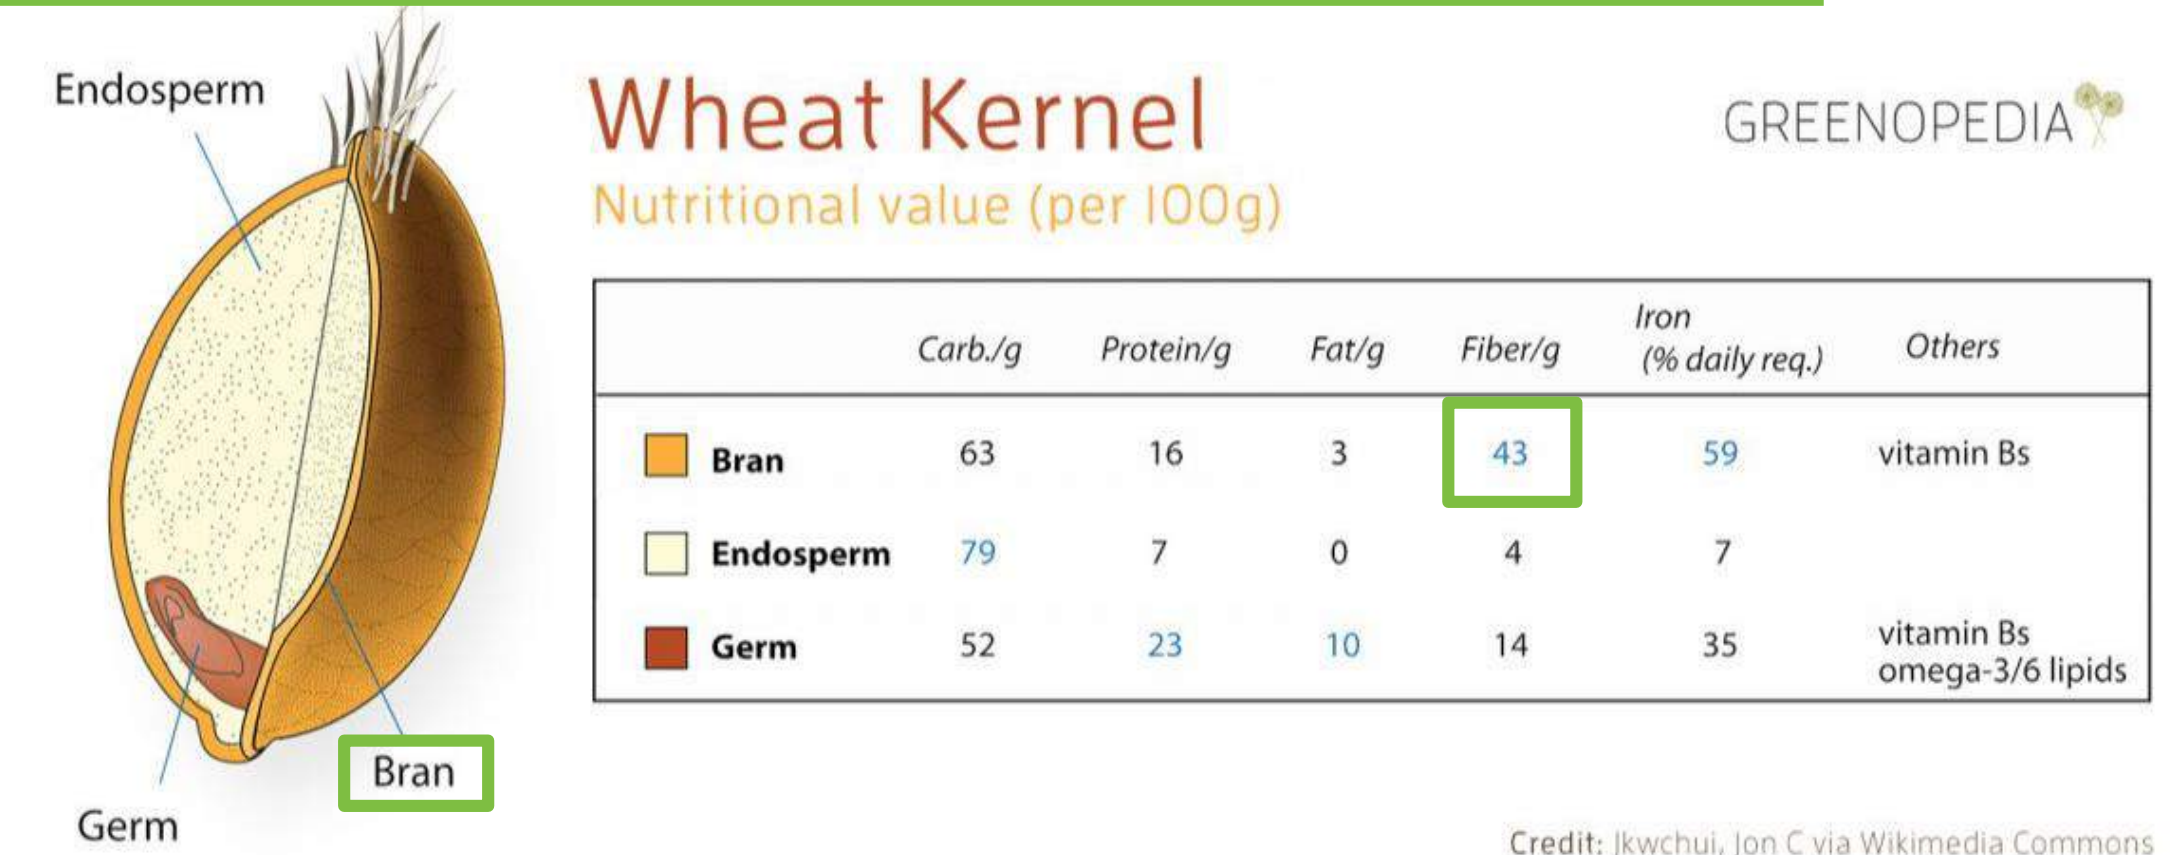 Endosperm
Wheat Kernel
GREENOPEDIA
Nutritional value (per 100g)
Carb./g Protein/g Fat/g Fiber/g Iron (% daily req.) Others
Bran 63 16 3 43 59 vitamin Bs
Endosperm 79 7 0 4 7
Germ 52 23 10 14 35 vitamin Bs
omega-3/6 lipids
Bran
Germ
Credit: Jkwchui, Jon C via Wikimedia Commons